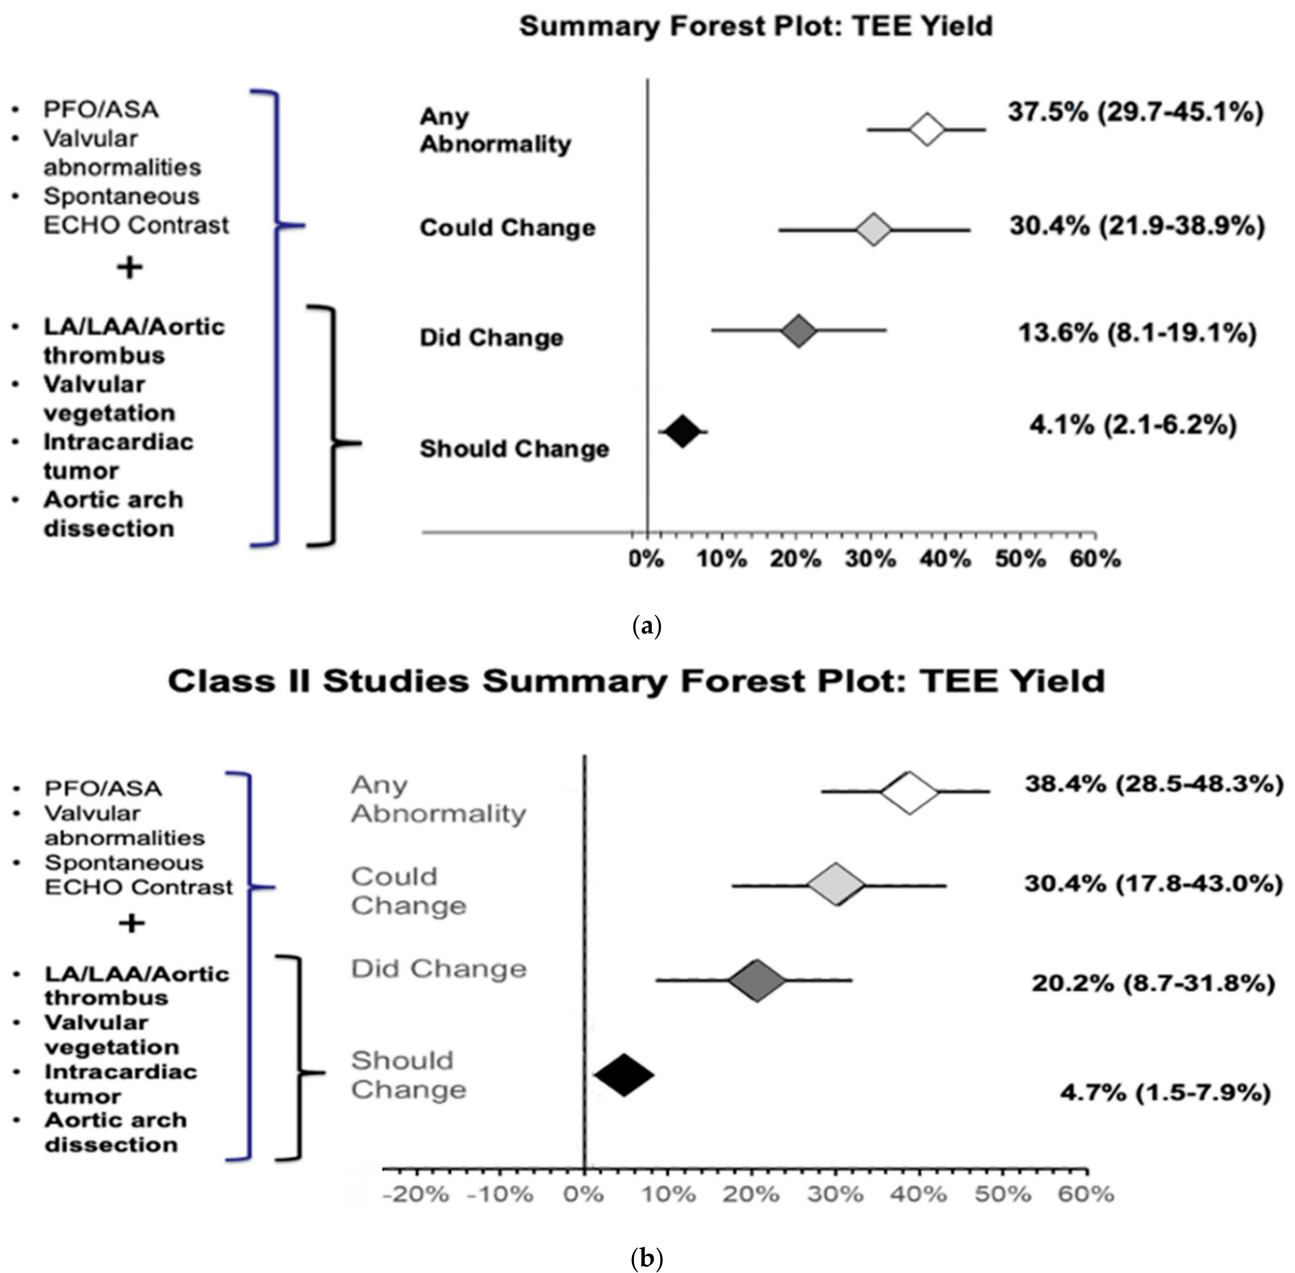 Summary Forest Plot: TEE Yield
• PFO/ASA
• Valvular
abnormalities
• Spontaneous
ECHO Contrast
+
• LA/LAA/Aortic
thrombus
• Valvular
vegetation
• Intracardiac
tumor
• Aortic arch
dissection
Any
Abnormality
37.5% (29.7-45.1%)
Could Change
30.4% (21.9-38.9%)
Did Change
13.6% (8.1-19.1%)
Should Change
4.1% (2.1-6.2%)
0% 10% 20% 30% 40% 50% 60%
(a)
Class II Studies Summary Forest Plot: TEE Yield
• PFO/ASA
• Valvular
abnormalities
• Spontaneous
ECHO Contrast
+
• LA/LAA/Aortic
thrombus
• Valvular
vegetation
• Intracardiac
tumor
• Aortic arch
dissection
Any
Abnormality
38.4% (28.5-48.3%)
Could
Change
30.4% (17.8-43.0%)
Did Change
20.2% (8.7-31.8%)
Should
Change
4.7% (1.5-7.9%)
-20% -10% 0% 10% 20% 30% 40% 50% 60%
(b)